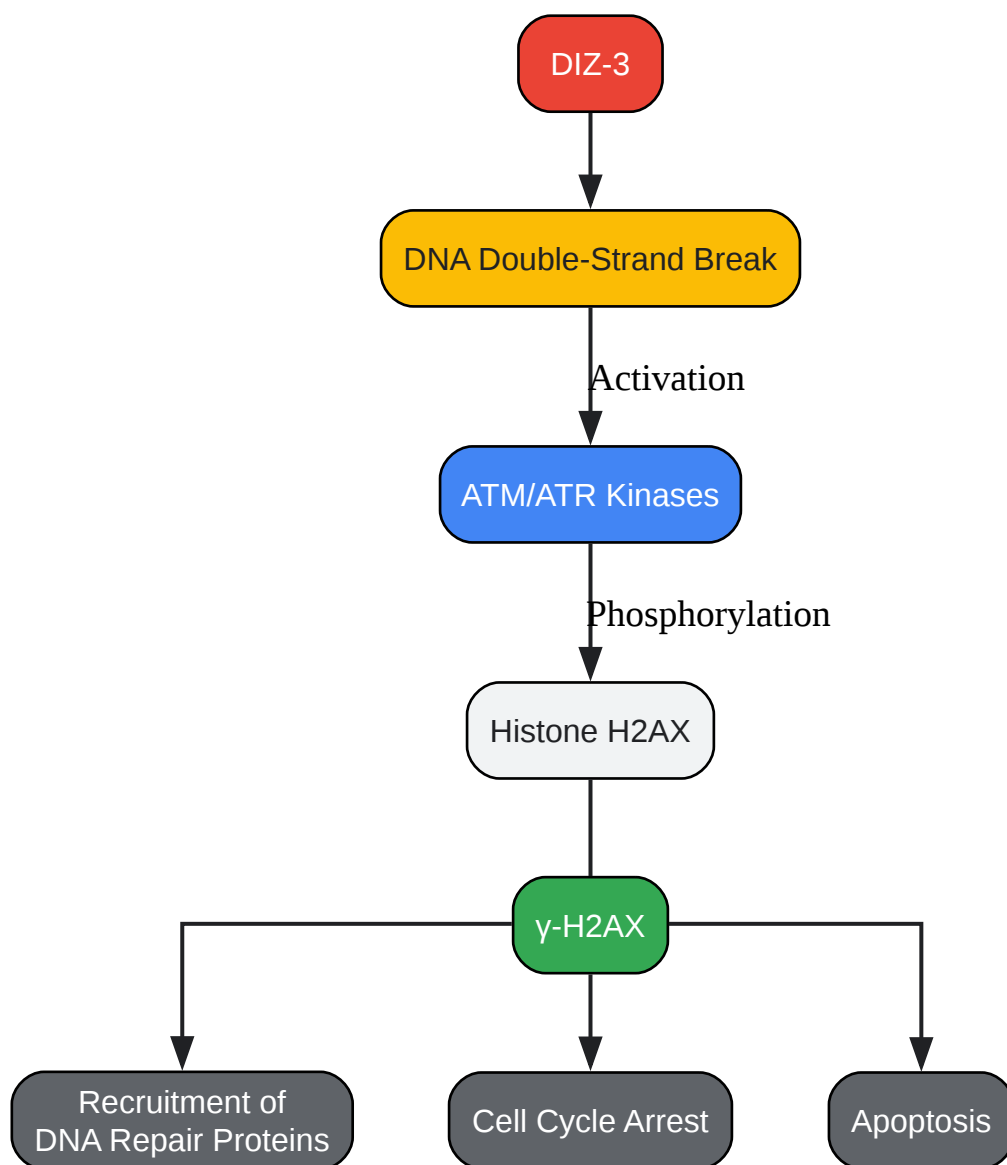 DIZ-3
DNA Double-Strand Break
Activation
ATM/ATR Kinases
Phosphorylation
Histone H2AX
γ-H2AX
Recruitment of
DNA Repair Proteins
Cell Cycle Arrest
Apoptosis